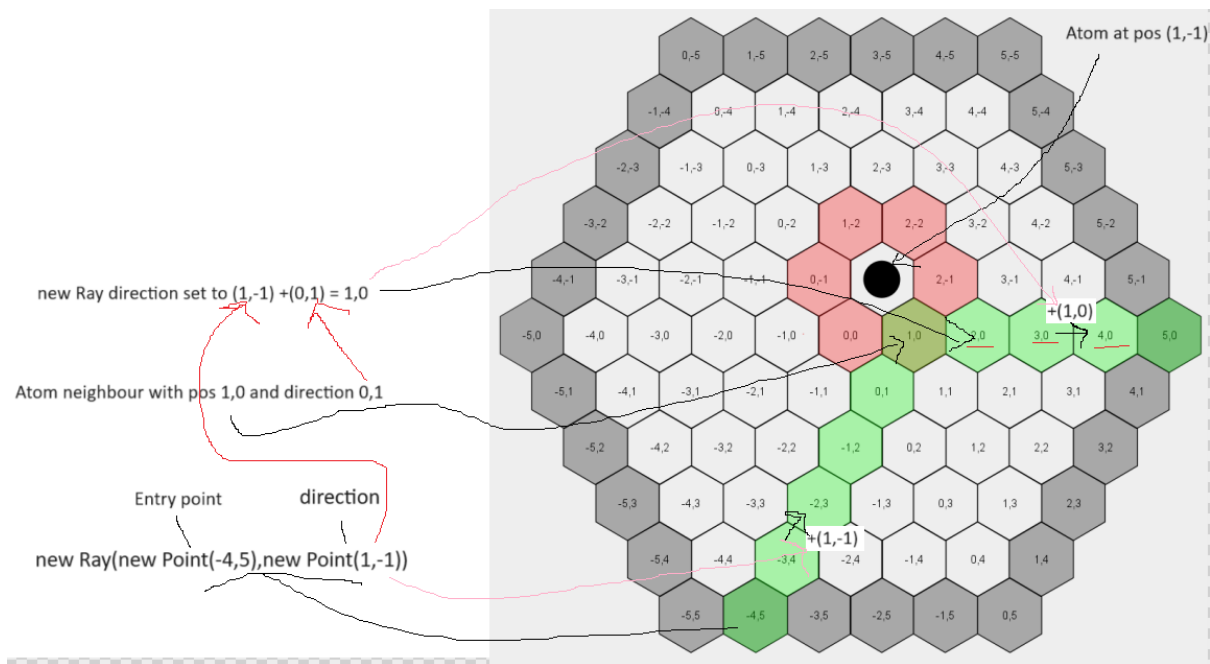 Atom at pos (1,-1)
0,-5 1,-5 2,-5 3,-5 4,-5 5,-5
-1,-4 0,-4 1,-4 2,-4 3,-4 4,-4 5,-4
-2,-3 -1,-3 0,-3 1,-3 2,-3 3,-3 4,-3 5,-3
-3,-2 -2,-2 -1,-2 0,-2 1,-2 2,-2 3,-2 4,-2 5,-2
-4,-1 -3,-1 -2,-1 -1,-1 0,-1 2,-1 3,-1 4,-1 5,-1
new Ray direction set to (1,-1) +(0,1) = 1,0
+(1,0)
-5,0 -4,0 -3,0 -2,0 -1,0 0,0 1,0 2,0 3,0 4,0 5,0
Atom neighbour with pos 1,0 and direction 0,1
-5,1 -4,1 -3,1 -2,1 -1,1 0,1 1,1 2,1 3,1 4,1
-5,2 -4,2 -3,2 -2,2 -1,2 0,2 1,2 2,2 3,2
Entry point direction
-5,3 -4,3 -3,3 -2,3 -1,3 0,3 1,3 2,3
+(1,-1)
new Ray(new Point(-4,5),new Point(1,-1))
-5,4 -4,4 -3,4 -2,4 -1,4 0,4 1,4
-5,5 -4,5 -3,5 -2,5 -1,5 0,5